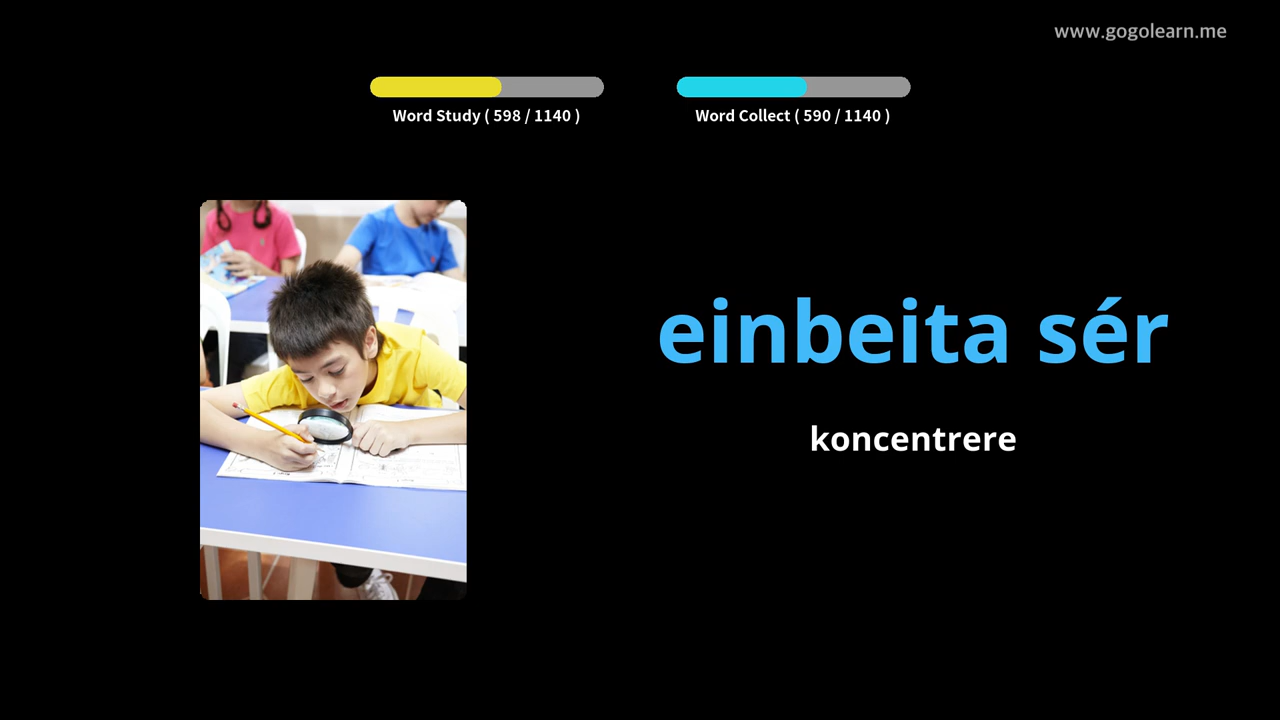 www.gogolearn.me
Word Study ( 598 / 1140 )
Word Collect ( 590 / 1140 )
einbeita sér
koncentrere